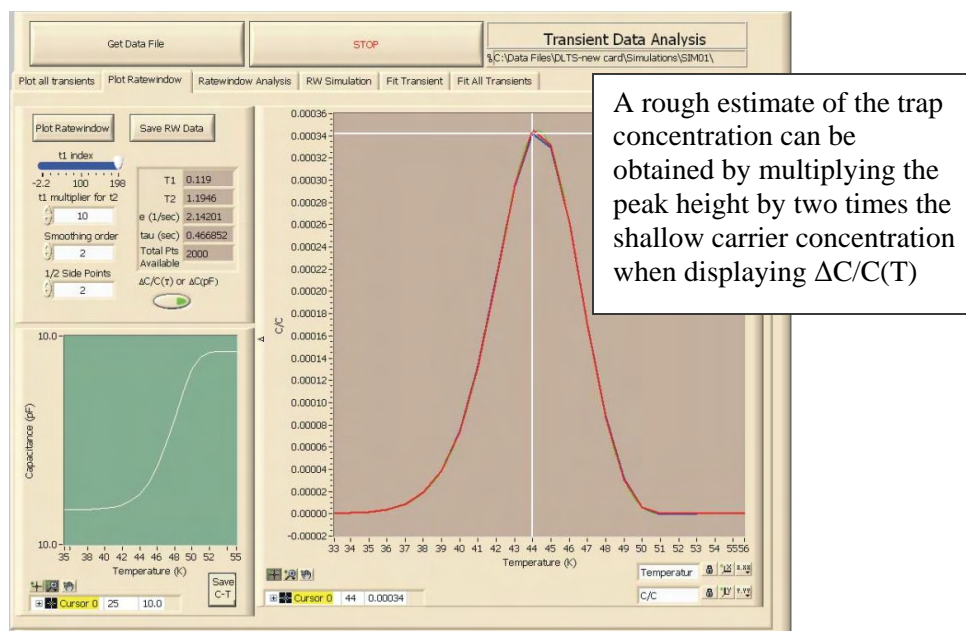 Get Data File
STOP
Transient Data Analysis
C:\Data Files\DLTS-new card\Simulations\SIM01\
Plot all transients
Plot Ratewindow
Ratewindow Analysis
RW Simulation
Fit Transient
Fit All Transients
A rough estimate of the trap
concentration can be
obtained by multiplying the
peak height by two times the
shallow carrier concentration
when displaying ΔC/C(T)
Plot Ratewindow
Save RW Data
t1 index
-2.2 100 198
t1 multiplier for t2
10
Smoothing order
2
1/2 Side Points
2
T1 0.119
T2 1.1946
e (1/sec) 2.14201
tau (sec) 0.466852
Total Pts
Available
2000
ΔC/C(τ) or ΔC(pF)
10.0
10.0
Capacitance (pF)
35 38 40 42 44 46 48 50 52 55
Temperature (K)
Save
C-T
Cursor 0 25 10.0
0.00036
0.00034
0.00032
0.00030
0.00028
0.00026
0.00024
0.00022
0.00020
0.00018
0.00016
0.00014
0.00012
0.00010
0.00008
0.00006
0.00004
0.00002
0.00000
-0.00002
C/C
33 34 35 36 37 38 39 40 41 42 43 44 45 46 47 48 49 50 51 52 53 54 5556
Temperature (K)
Cursor 0 44 0.00034
Temperatur
C/C